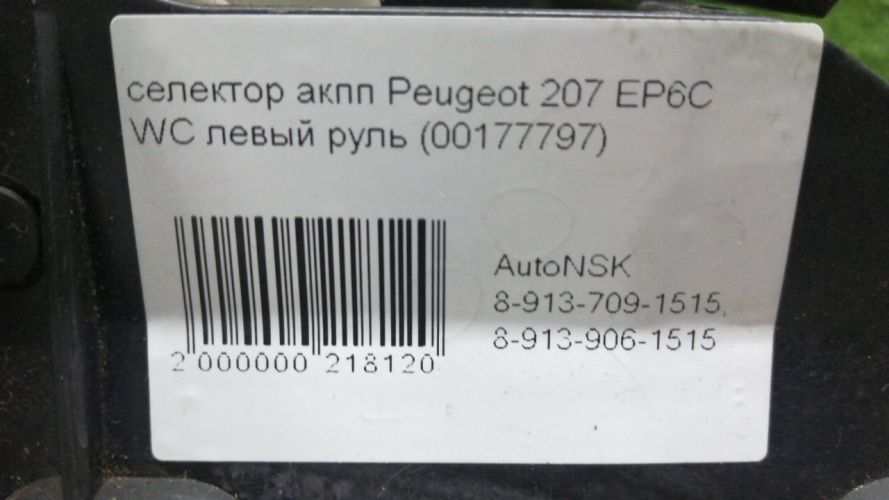 селектор акпп Peugeot 207 EP6C
WC левый руль (00177797)
AutoNSK
8-913-709-1515,
8-913-906-1515
2 000000 218120